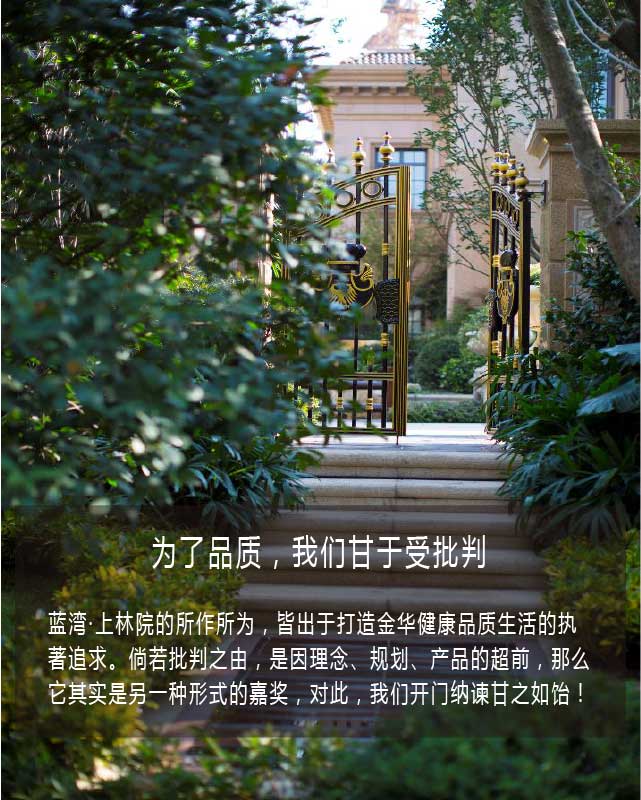 为了品质，我们甘于受批判
蓝湾·上林院的所作所为，皆出于打造金华健康品质生活的执
著追求。倘若批判之由，是因理念、规划、产品的超前，那么
它其实是另一种形式的嘉奖，对此，我们开门纳谏甘之如饴！